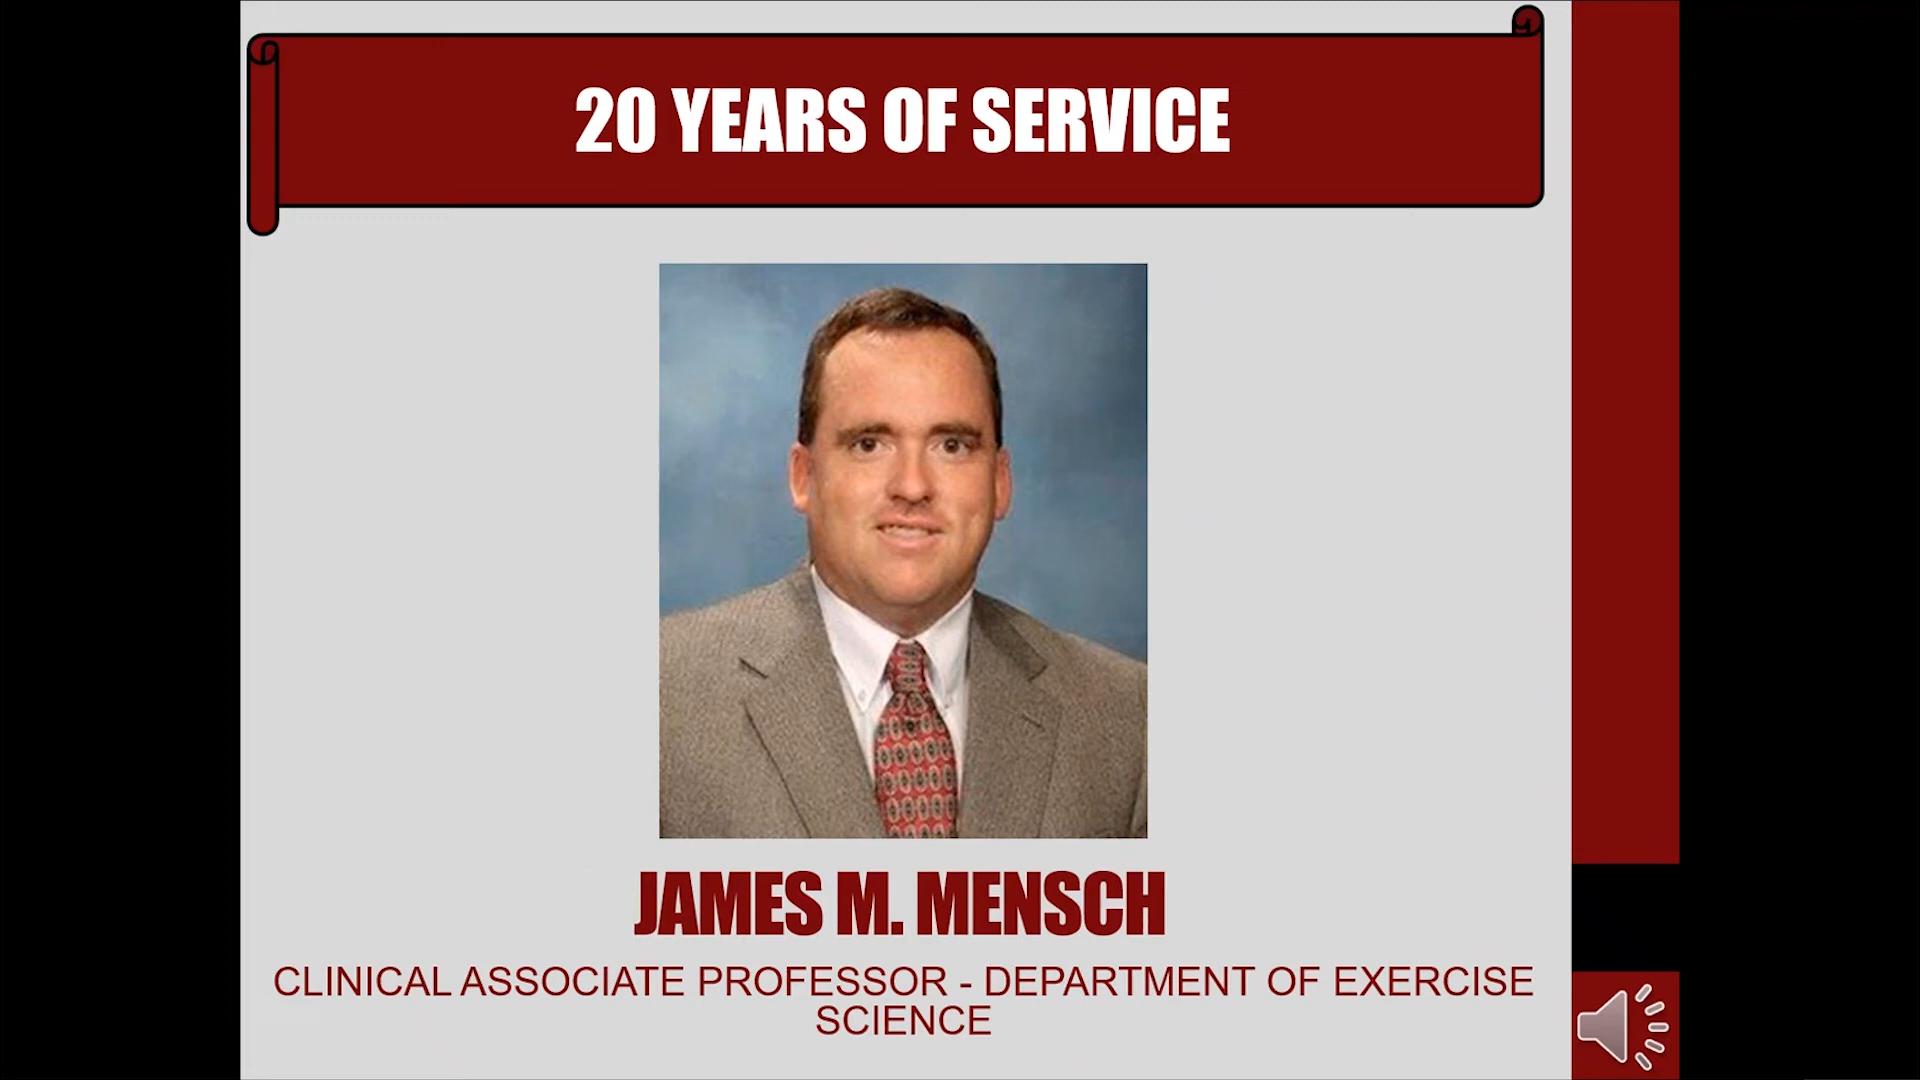 20 YEARS OF SERVICE
JAMES M. MENSCH
CLINICAL ASSOCIATE PROFESSOR - DEPARTMENT OF EXERCISE
SCIENCE